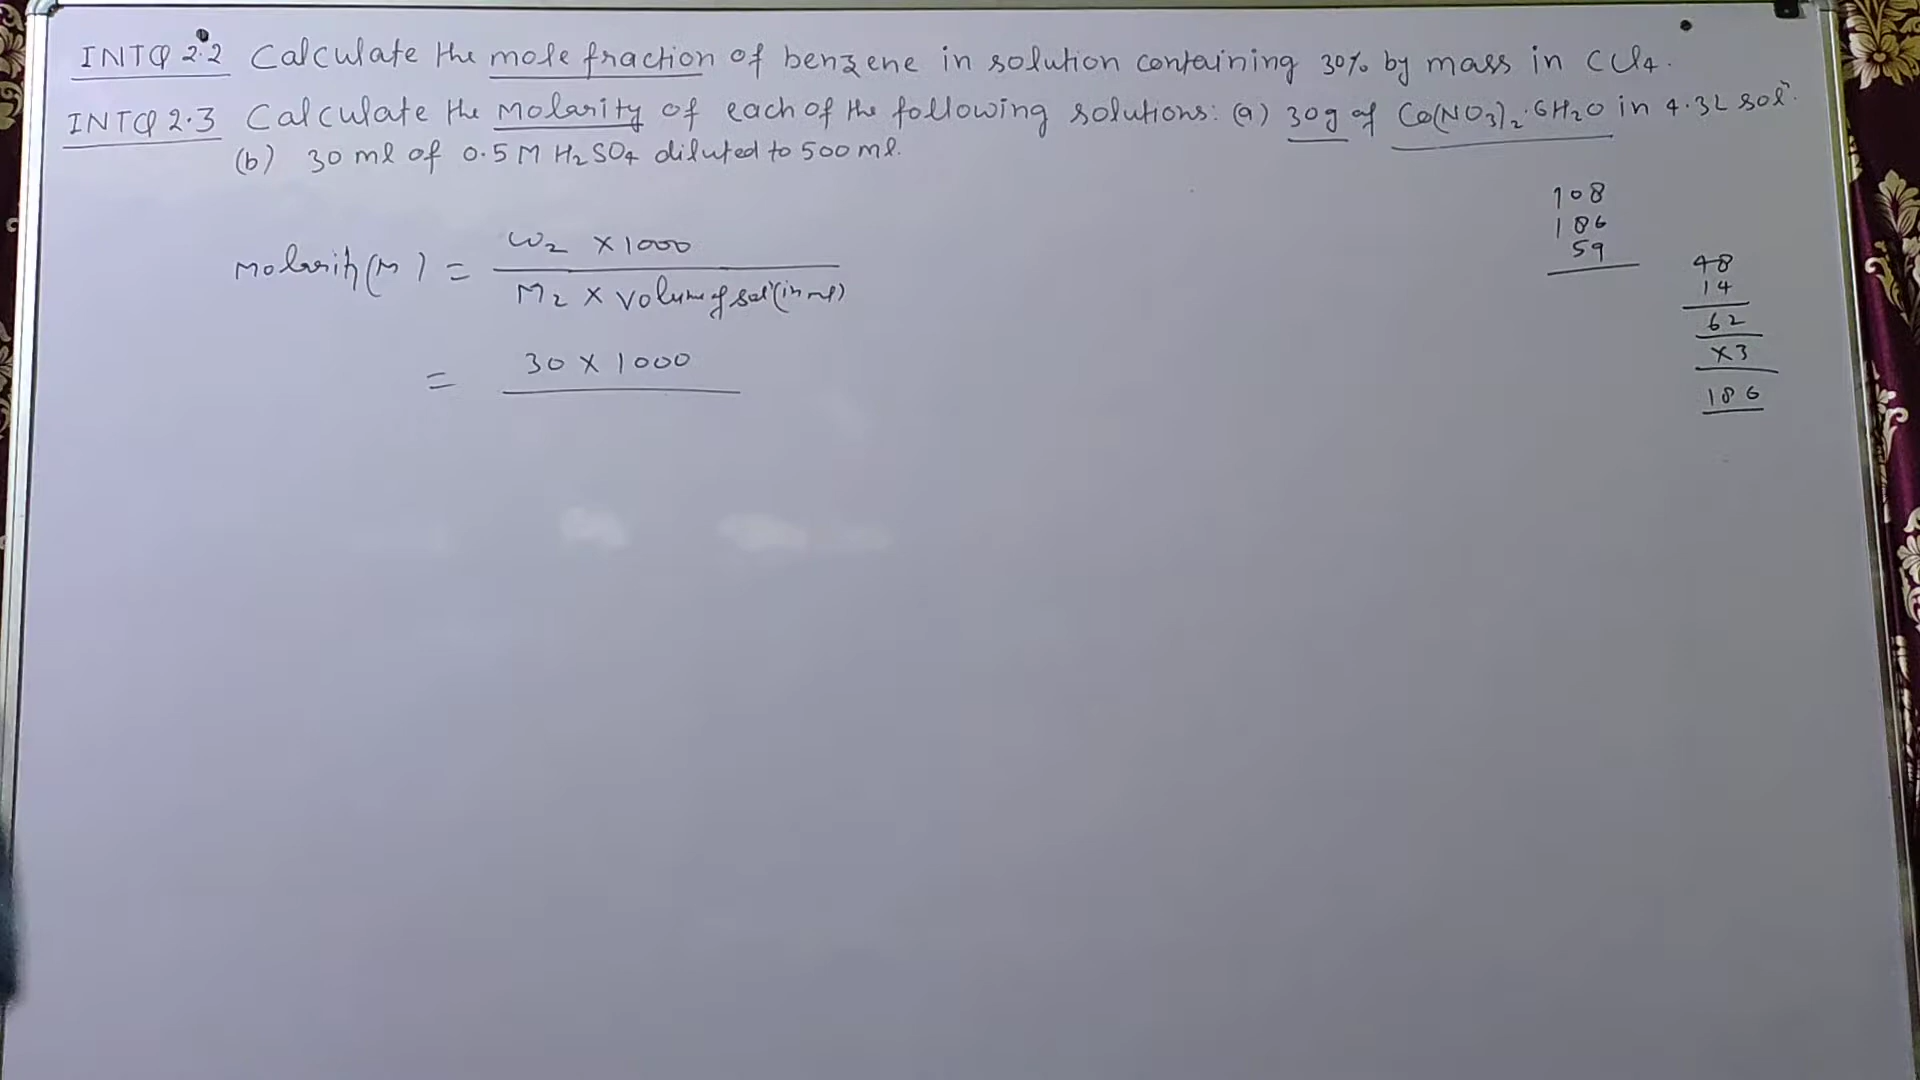 INTQ 2.2 Calculate the mole fraction of benzene in solution containing 30% by mass in CCl4.
INTQ 2.3 Calculate the Molarity of each of the following solutions: (a) 30g of Co(NO3)2.6H2O in 4.3L solⁿ.
(b) 30 ml of 0.5 M H2SO4 diluted to 500 ml.
Molarity (M) = W2 × 1000
M2 × volume of solⁿ (in ml)
= 30 × 1000
108
186
59
48
14
62
×3
186